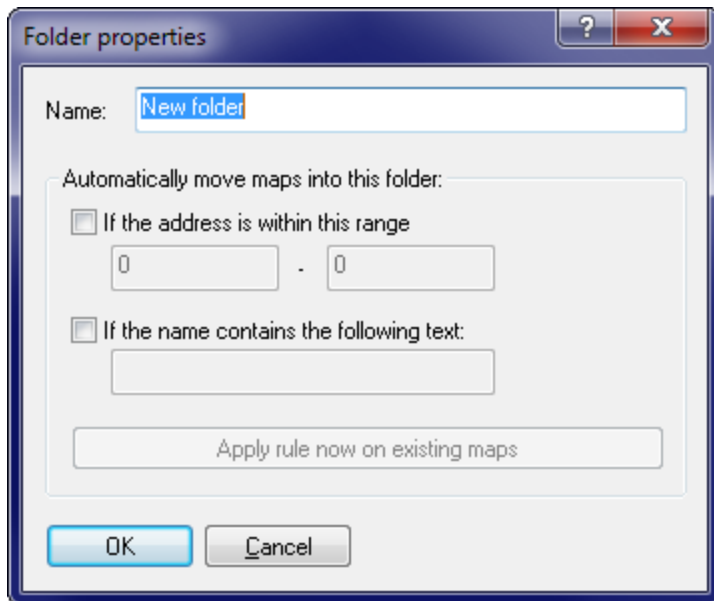 Folder properties
?
X
Name: New folder
Automatically move maps into this folder:
If the address is within this range
0 - 0
If the name contains the following text:
Apply rule now on existing maps
OK Cancel